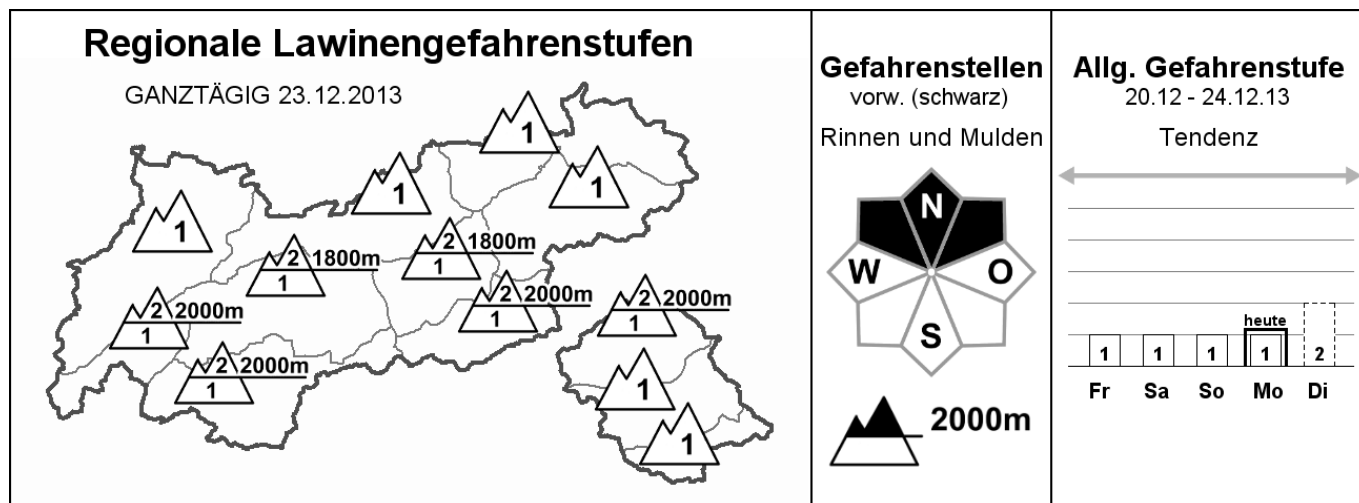 Regionale Lawinengefahrenstufen
GANZTÄGIG 23.12.2013
1
1
1
1
2 1800m
1
2 1800m
1
2 2000m
1
2 2000m
1
2 2000m
1
2 2000m
1
1
1
Gefahrenstellen
vorw. (schwarz)
Rinnen und Mulden
N
W O
S
2000m
Allg. Gefahrenstufe
20.12 - 24.12.13
Tendenz
heute
1 1 1 1 2
Fr Sa So Mo Di